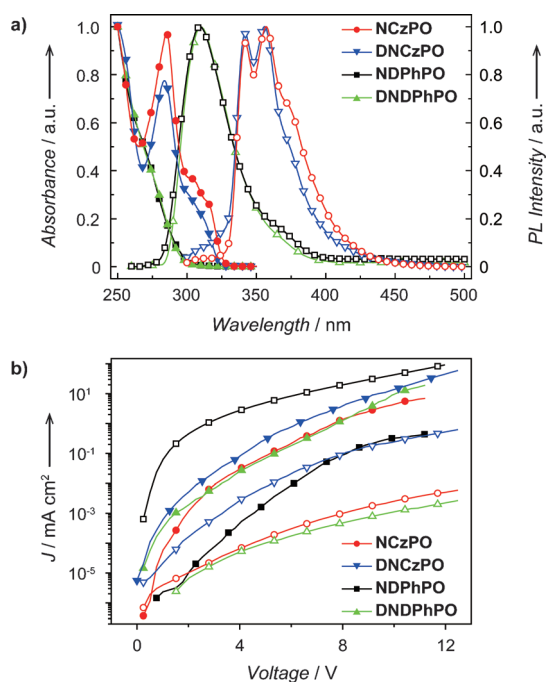 a)
Absorbance / a.u.
PL Intensity / a.u.
1.0
0.8
0.6
0.4
0.2
0
1.0
0.8
0.6
0.4
0.2
0
NCzPO
DNCzPO
NDPhPO
DNDPhPO
250 300 350 400 450 500
Wavelength / nm
b)
J / mA cm²
10¹
10⁻¹
10⁻³
10⁻⁵
NCzPO
DNCzPO
NDPhPO
DNDPhPO
0 4 8 12
Voltage / V